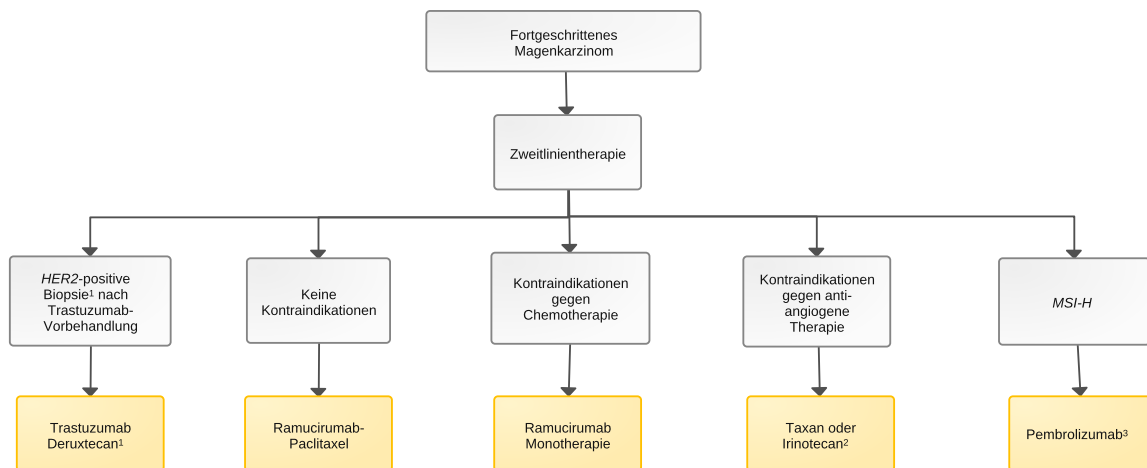 Fortgeschrittenes
Magenkarzinom
Zweitlinientherapie
HER2-positive
Biopsie¹ nach
Trastuzumab-
Vorbehandlung
Keine
Kontraindikationen
Kontraindikationen
gegen
Chemotherapie
Kontraindikationen
gegen anti-
angiogene
Therapie
MSI-H
Trastuzumab
Deruxtecan¹
Ramucirumab-
Paclitaxel
Ramucirumab
Monotherapie
Taxan oder
Irinotecan²
Pembrolizumab³